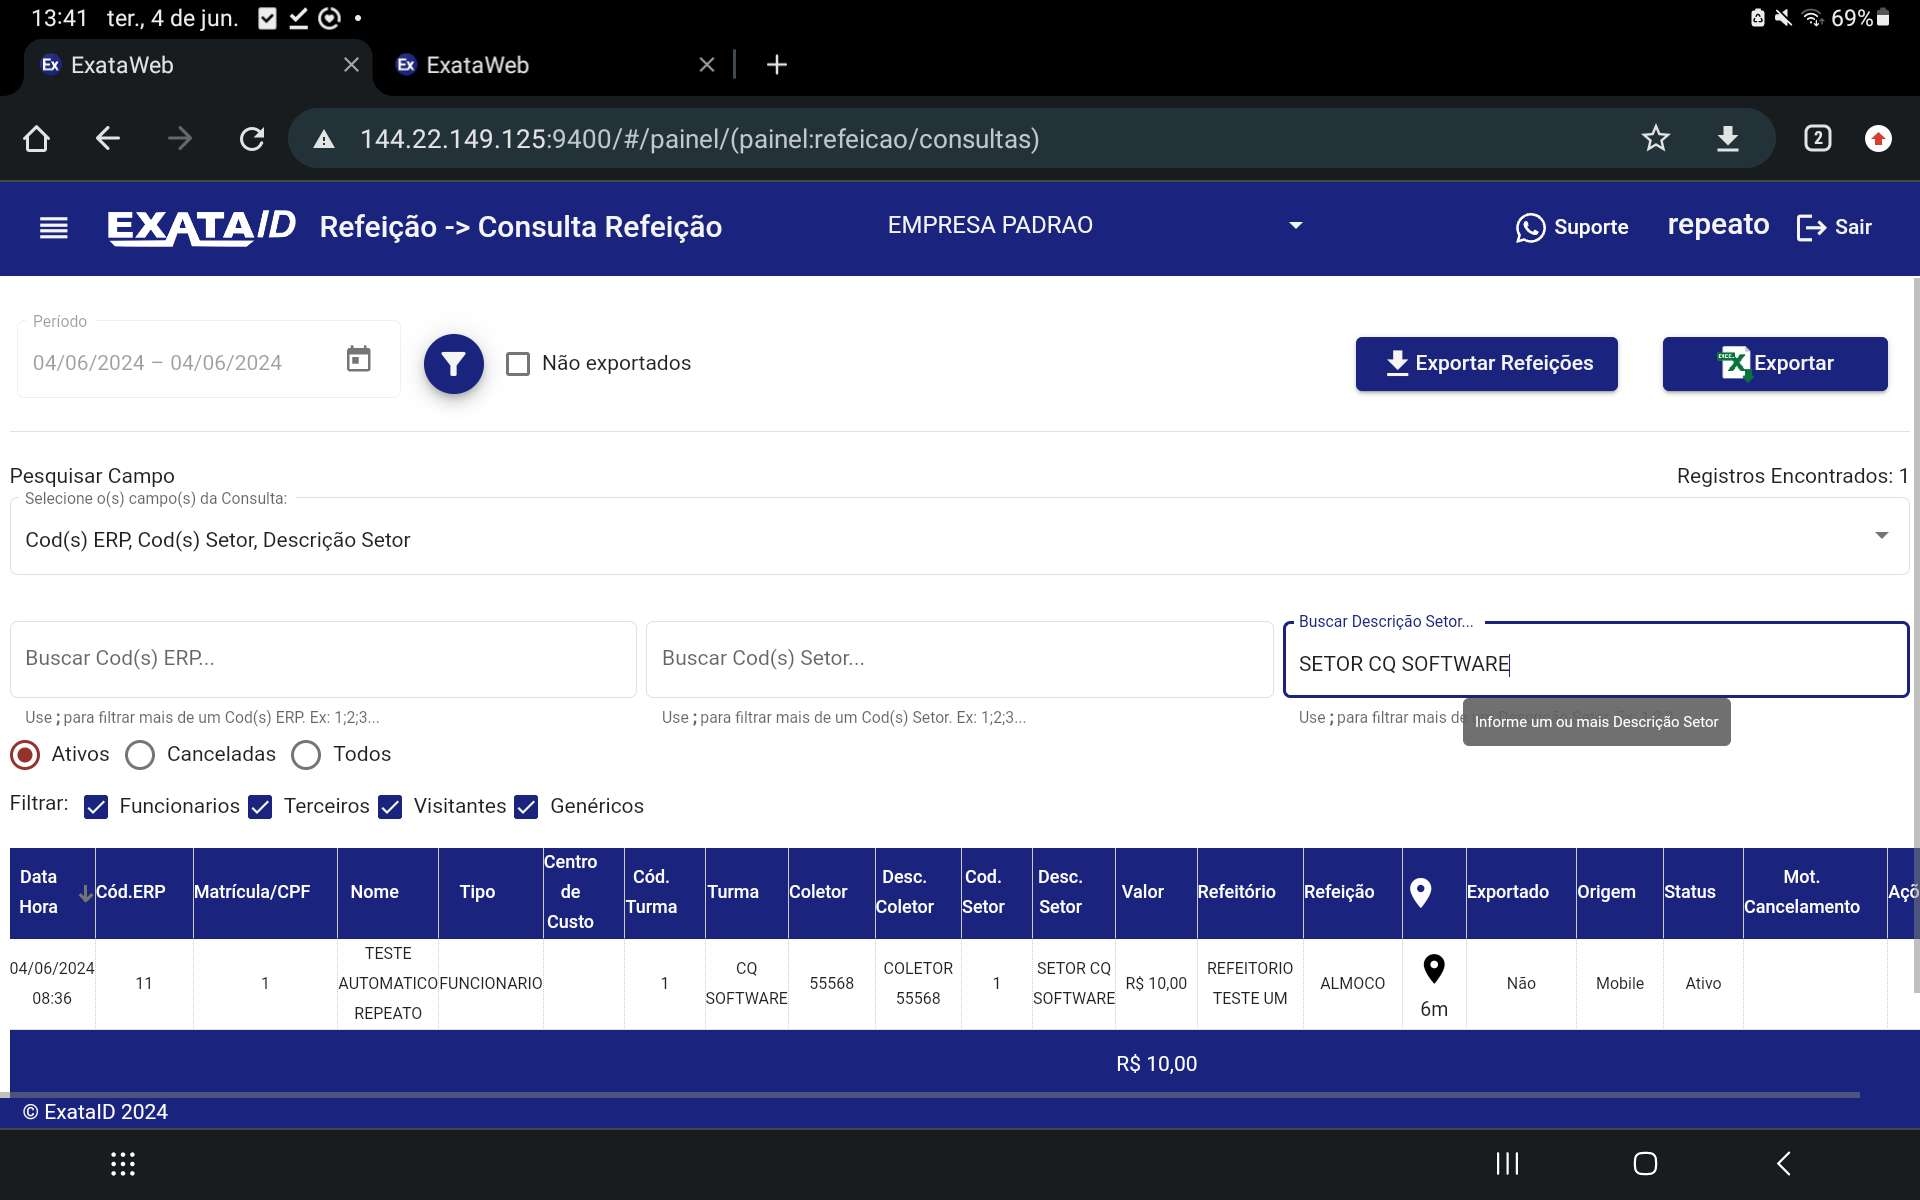 13:41 ter., 4 de jun.
69%
Ex ExataWeb
Ex ExataWeb
144.22.149.125:9400/#/painel/(painel:refeicao/consultas)
2
EXATA/ID Refeição -> Consulta Refeição EMPRESA PADRAO Suporte repeato Sair
Período
04/06/2024 – 04/06/2024
Não exportados
Exportar Refeições
Exportar
Pesquisar Campo
Registros Encontrados: 1
Selecione o(s) campo(s) da Consulta:
Cod(s) ERP, Cod(s) Setor, Descrição Setor
Buscar Cod(s) ERP...
Buscar Cod(s) Setor...
Buscar Descrição Setor...
SETOR CQ SOFTWARE
Use ; para filtrar mais de um Cod(s) ERP. Ex: 1;2;3...
Use ; para filtrar mais de um Cod(s) Setor. Ex: 1;2;3...
Use ; para filtrar mais de
Informe um ou mais Descrição Setor
Ativos Canceladas Todos
Filtrar: Funcionarios Terceiros Visitantes Genéricos
Data Hora Cód.ERP Matrícula/CPF Nome Tipo Centro de Custo Cód. Turma Turma Coletor Desc. Coletor Cod. Setor Desc. Setor Valor Refeitório Refeição Exportado Origem Status Mot. Cancelamento Açõ
04/06/2024 08:36 11 1 TESTE AUTOMATICO REPEATO FUNCIONARIO 1 CQ SOFTWARE 55568 COLETOR 55568 1 SETOR CQ SOFTWARE R$ 10,00 REFEITORIO TESTE UM ALMOCO 6m Não Mobile Ativo
R$ 10,00
© ExataID 2024